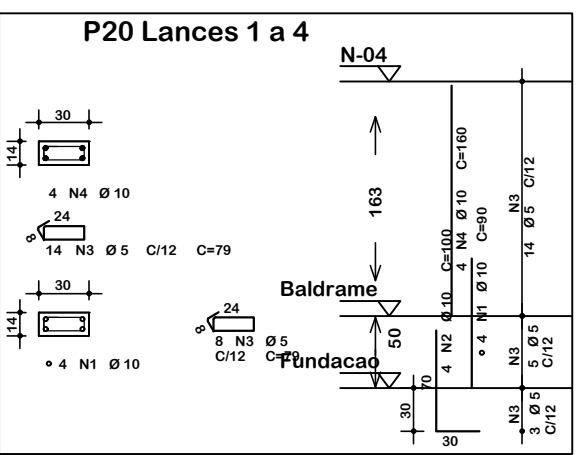 P20 Lances 1 a 4
N-04
30
14
4 N4 Ø 10
24
8
14 N3 Ø 5 C/12 C=79
30
14
4 N1 Ø 10
24
8
8 N3 Ø 5
C/12 C=79
163
Baldrame
50
Fundacao
30
4 N4 Ø 10 C=160
4 N1 Ø 10 C=90
4 N2 Ø 10 C=100
70
30
14 Ø 5 C/12
N3
5 Ø 5
C/12
N3
3 Ø 5
C/12
N3